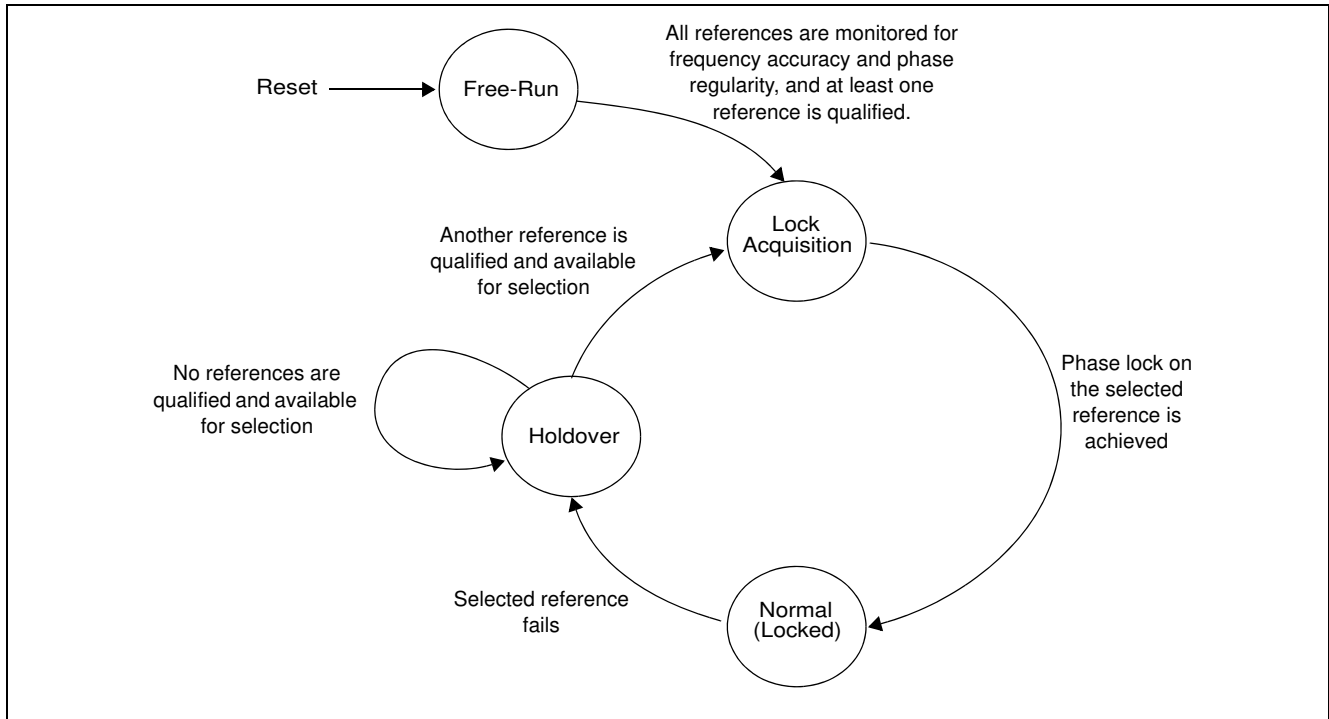 All references are monitored for
frequency accuracy and phase
regularity, and at least one
reference is qualified.
Reset
Free-Run
Lock
Acquisition
Another reference is
qualified and available
for selection
Phase lock on
the selected
reference is
achieved
No references are
qualified and available
for selection
Holdover
Selected reference
fails
Normal
(Locked)